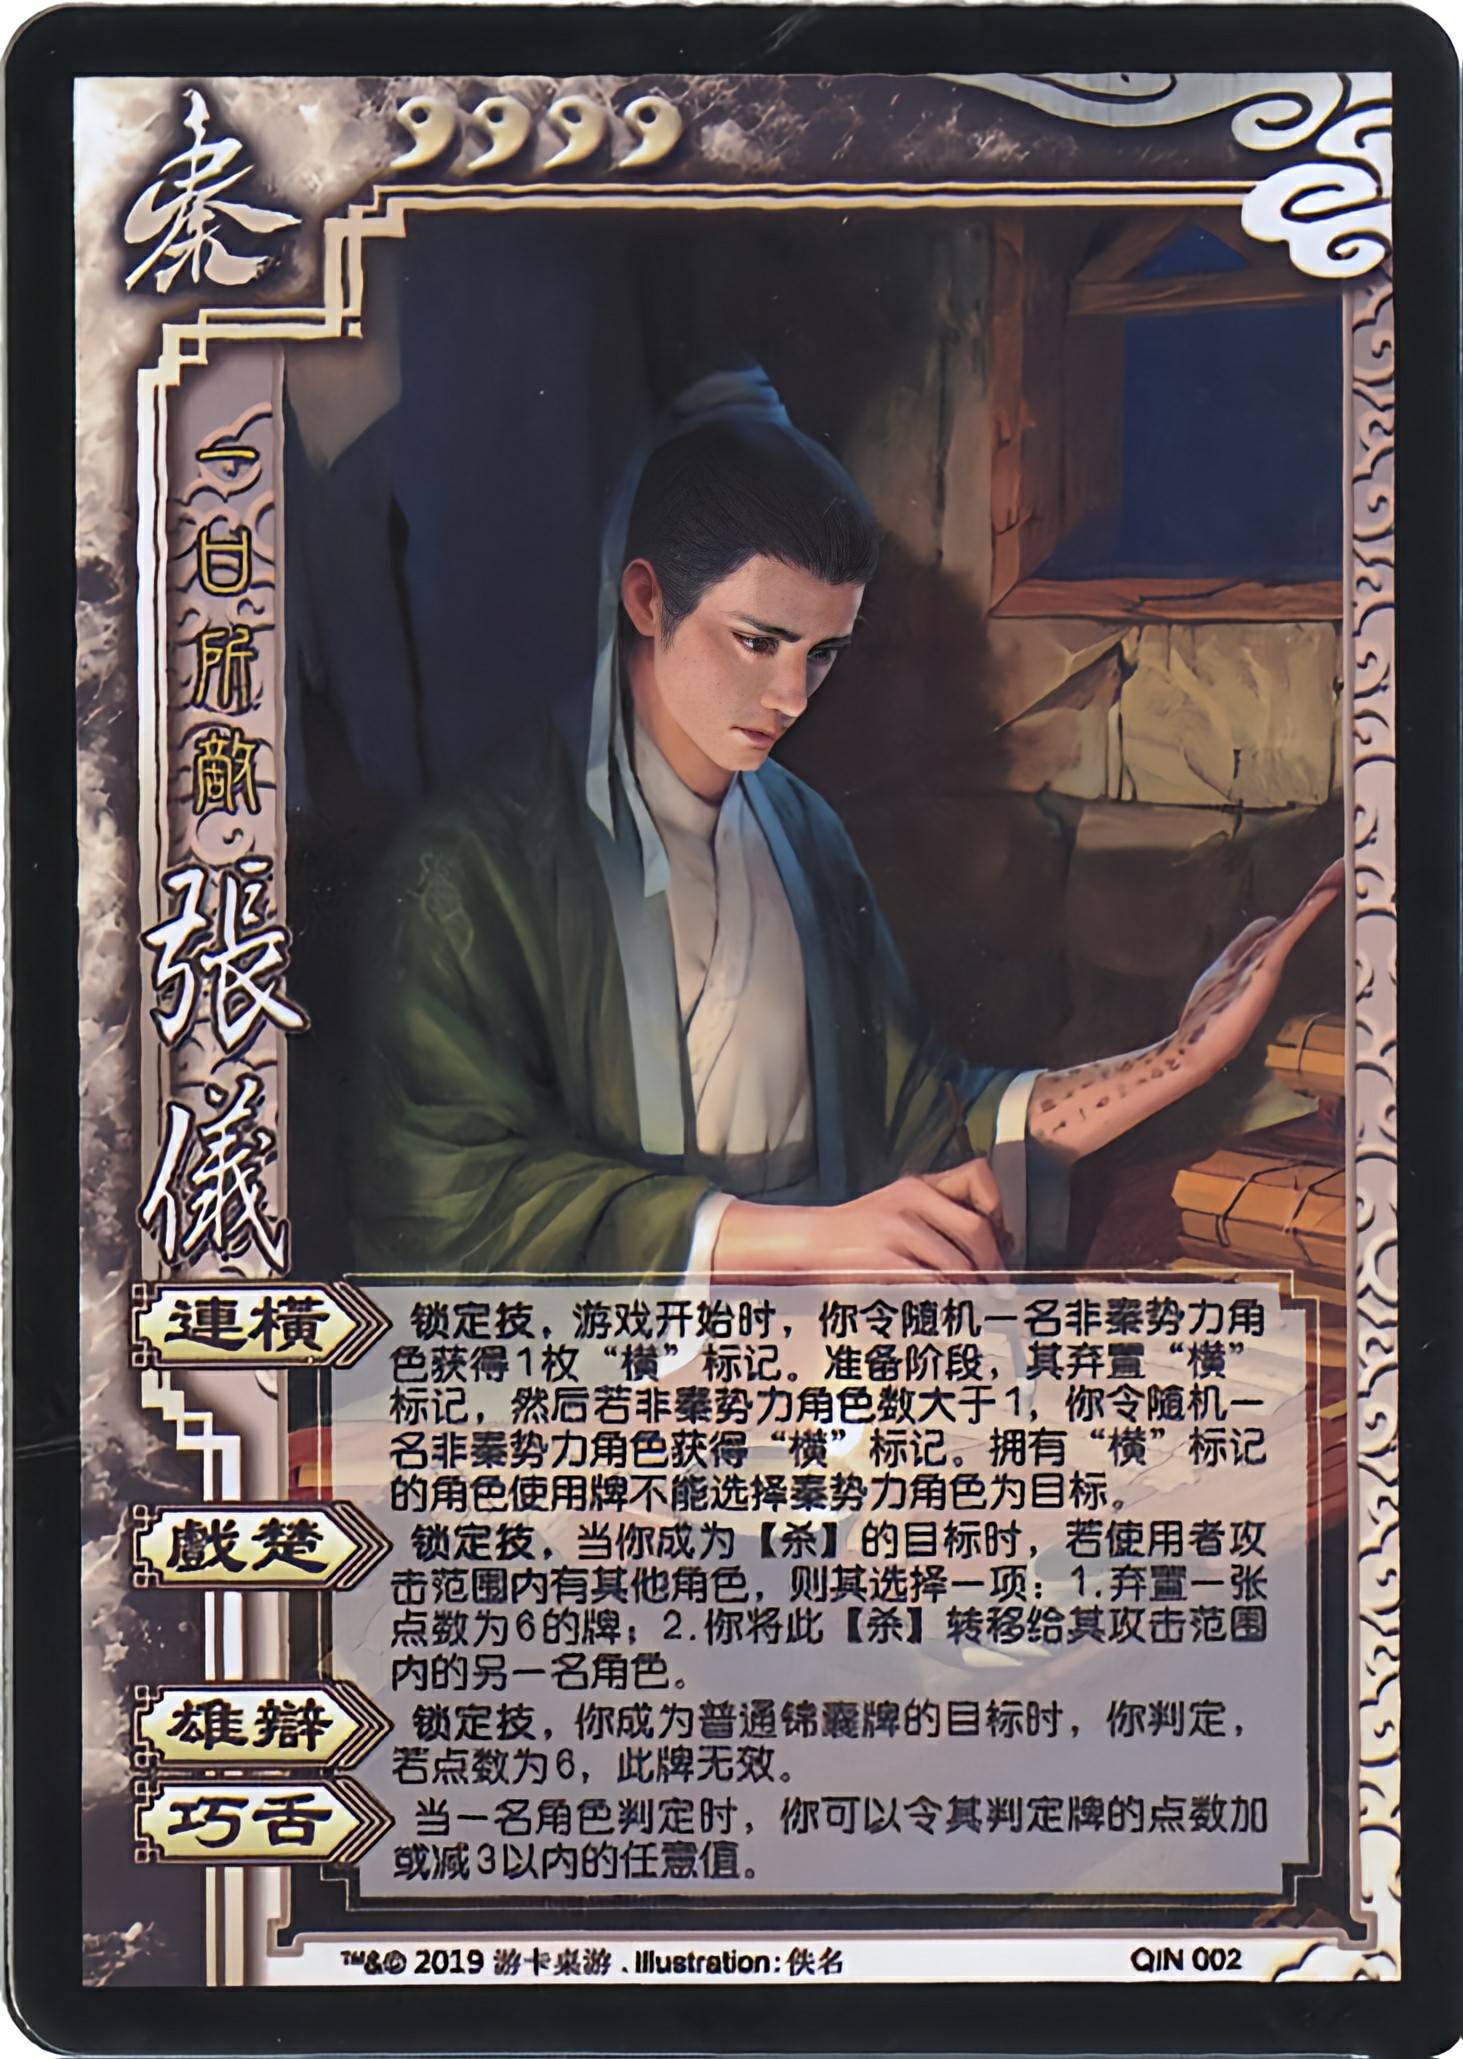 秦
一日所敵
張儀
連橫
锁定技，游戏开始时，你令随机一名非秦势力角
色获得1枚“横”标记。准备阶段，其弃置“横”
标记，然后若非秦势力角色数大于1，你令随机一
名非秦势力角色获得“横”标记。拥有“横”标记
的角色使用牌不能选择秦势力角色为目标。
戲楚
锁定技，当你成为【杀】的目标时，若使用者攻
击范围内有其他角色，则其选择一项：1.弃置一张
点数为6的牌；2.你将此【杀】转移给其攻击范围
内的另一名角色。
雄辯
锁定技，你成为普通锦囊牌的目标时，你判定，
若点数为6，此牌无效。
巧舌
当一名角色判定时，你可以令其判定牌的点数加
或减3以内的任意值。
™&© 2019 游卡桌游 . Illustration: 佚名
QIN 002